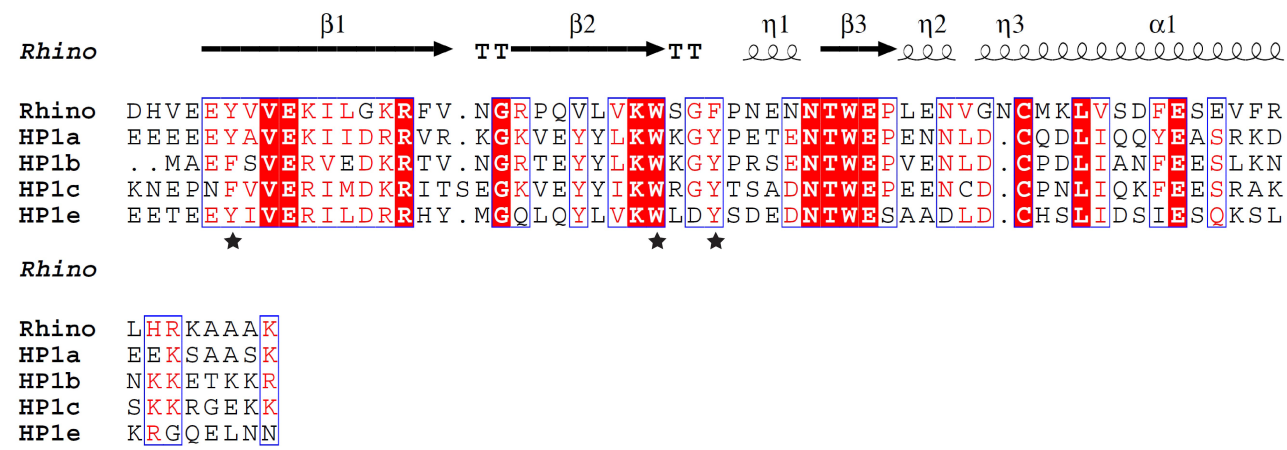 β1 β2 η1 β3 η2 η3 α1
Rhino TT TT
Rhino DHVEEYVVEKILGKRFV.NGRPQVLVKWSGFPNENNTWEPLENVGNCMKLVSDFESEVFR
HP1a EEEEEYAVEKIIDRRVR.KGKVEYYLKWKGYPETENTWEPENNLD.CQDLIQQYEASRKD
HP1b ..MAEFSVERVEDKRTV.NGRTEYYLKWKGYPRSENTWEPVENLD.CPDLIANFEESLKN
HP1c KNEPNFVVERIMDKRITSEGKVEYYIKWRGYTSADNTWEPEENCD.CPNLIQKFEESRAK
HP1e EETEEYIVERILDRRHY.MGQLQYLVKWLDYSDEDNTWESAADLD.CHSLIDSIESQKSL
Rhino
Rhino LHRKAAAK
HP1a EEKSAASK
HP1b NKKETKKR
HP1c SKKRGEKK
HP1e KRGQELNN